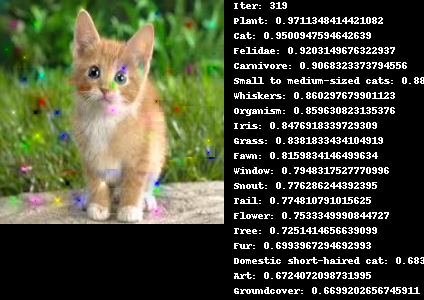 Iter: 319
Plant: 0.9711348414421082
Cat: 0.9500947594642639
Felidae: 0.9203149676322937
Carnivore: 0.9068323373794556
Small to medium-sized cats: 0.88
Whiskers: 0.860297679901123
Organism: 0.859630823135376
Iris: 0.8476918339729309
Grass: 0.8381833434104919
Fawn: 0.8159834146499634
Window: 0.7948317527770996
Snout: 0.776286244392395
Tail: 0.774810791015625
Flower: 0.7533349990844727
Tree: 0.7251414656639099
Fur: 0.6993967294692993
Domestic short-haired cat: 0.683
Art: 0.6724072098731995
Groundcover: 0.6699202656745911